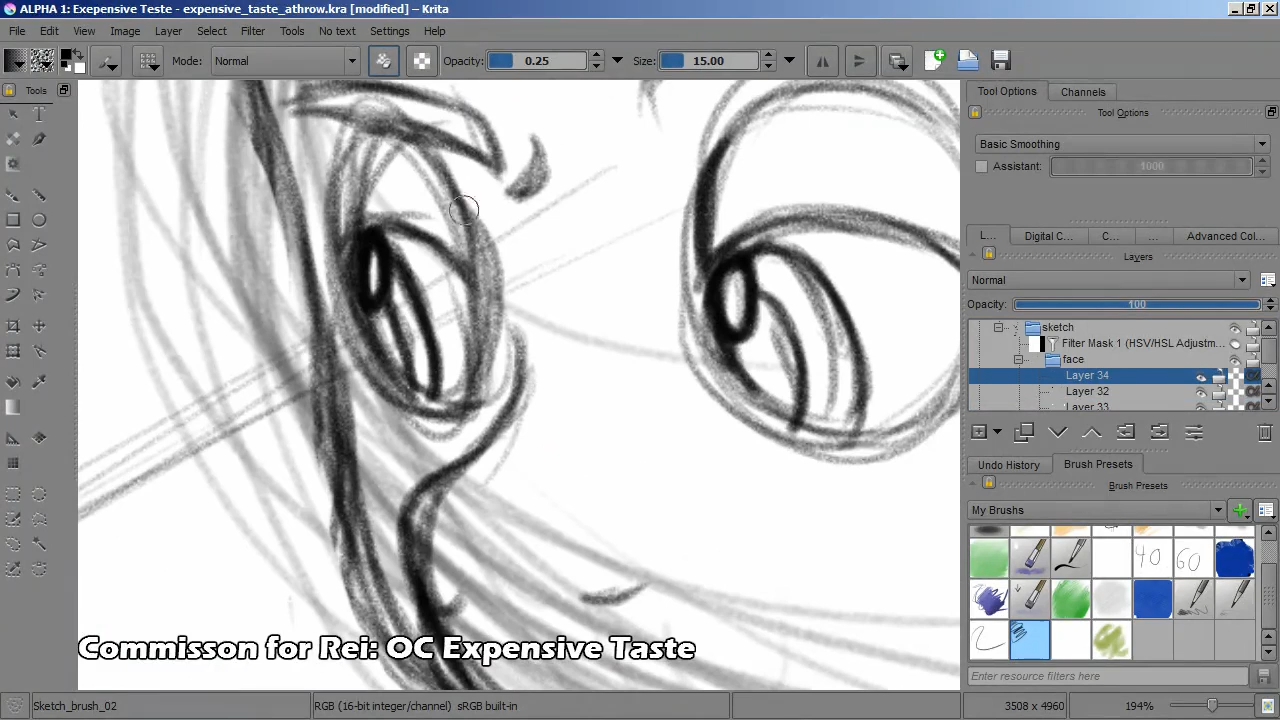 ALPHA 1: Exepensive Teste - expensive_taste_athrow.kra [modified] – Krita
File Edit View Image Layer Select Filter Tools No text Settings Help
Mode: Normal Opacity: 0.25 Size: 15.00
Tools
Tool Options Channels
Tool Options
Basic Smoothing
Assistant: 1000
L... Digital C... C... ... Advanced Col...
Layers
Normal
Opacity: 100
sketch
Filter Mask 1 (HSV/HSL Adjustm...
face
Layer 34
Layer 32
Layer 33
Undo History Brush Presets
Brush Presets
My Brushes
40 60
Enter resource filters here
Commisson for Rei: OC Expensive Taste
Sketch_brush_02 RGB (16-bit integer/channel) sRGB built-in 3508 x 4960 194%